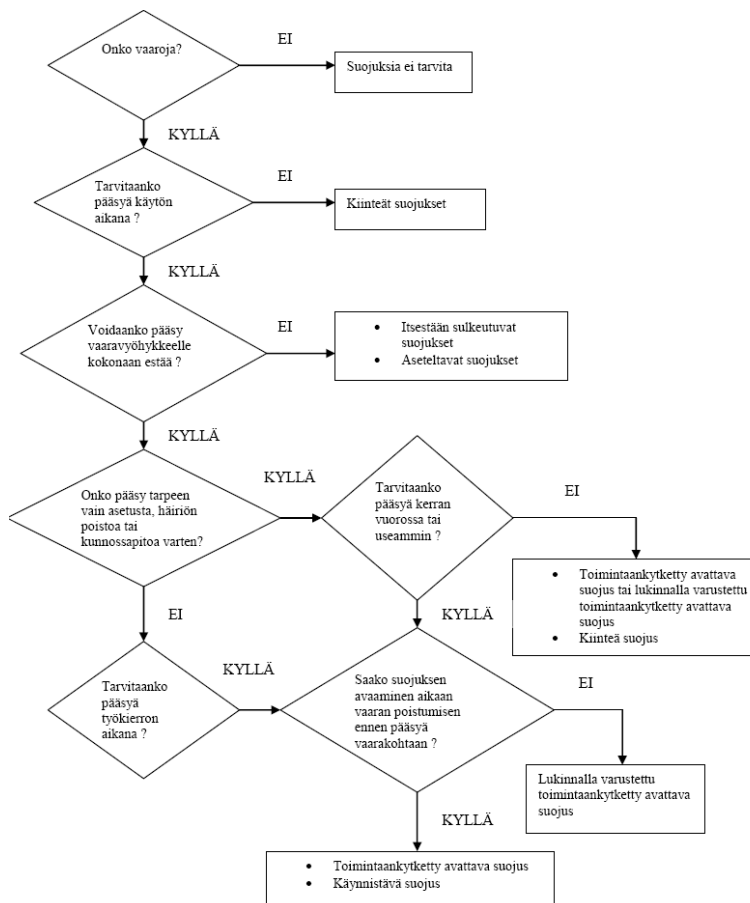 Onko vaaroja?
EI
Suojuksia ei tarvita
KYLLÄ
Tarvitaanko
pääsyä käytön
aikana ?
EI
Kiinteät suojukset
KYLLÄ
Voidaanko pääsy
vaaravyöhykkeelle
kokonaan estää ?
EI
• Itsestään sulkeutuvat
suojukset
• Aseteltavat suojukset
KYLLÄ
Onko pääsy tarpeen
vain asetusta, häiriön
poistoa tai
kunnossapitoa varten?
KYLLÄ
Tarvitaanko
pääsyä kerran
vuorossa tai
useammin ?
EI
• Toimintaankytketty avattava
suojus tai lukinnalla varustettu
toimintaankytketty avattava
suojus
• Kiinteä suojus
EI
KYLLÄ
Tarvitaanko
pääsyä
työkierron
aikana ?
KYLLÄ
Saako suojuksen
avaaminen aikaan
vaaran poistumisen
ennen pääsyä
vaarakohtaan ?
EI
Lukinnalla varustettu
toimintaankytketty avattava
suojus
KYLLÄ
• Toimintaankytketty avattava suojus
• Käynnistävä suojus